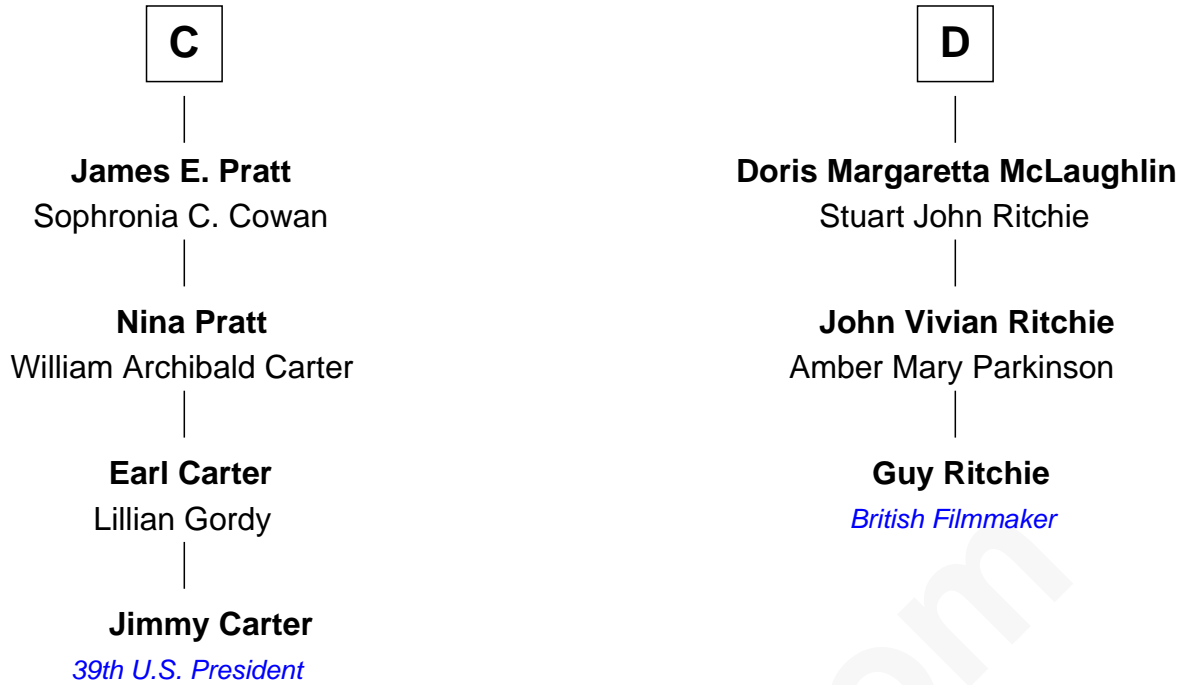 C
James E. Pratt
Sophronia C. Cowan
Nina Pratt
William Archibald Carter
Earl Carter
Lillian Gordy
Jimmy Carter
39th U.S. President
D
Doris Margaretta McLaughlin
Stuart John Ritchie
John Vivian Ritchie
Amber Mary Parkinson
Guy Ritchie
British Filmmaker
om